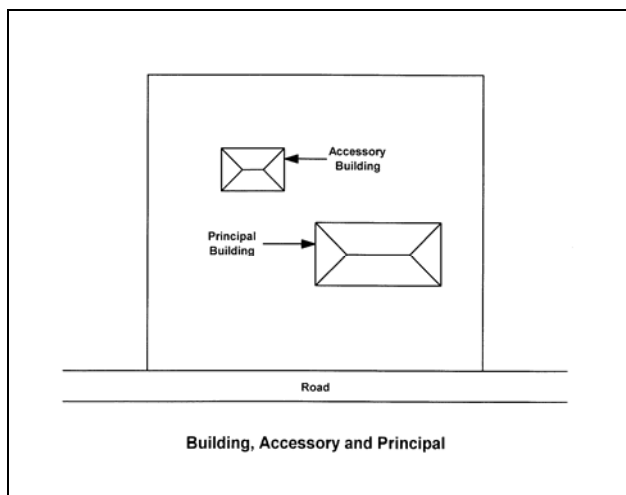 Accessory
Building
Principal
Building
Road
Building, Accessory and Principal